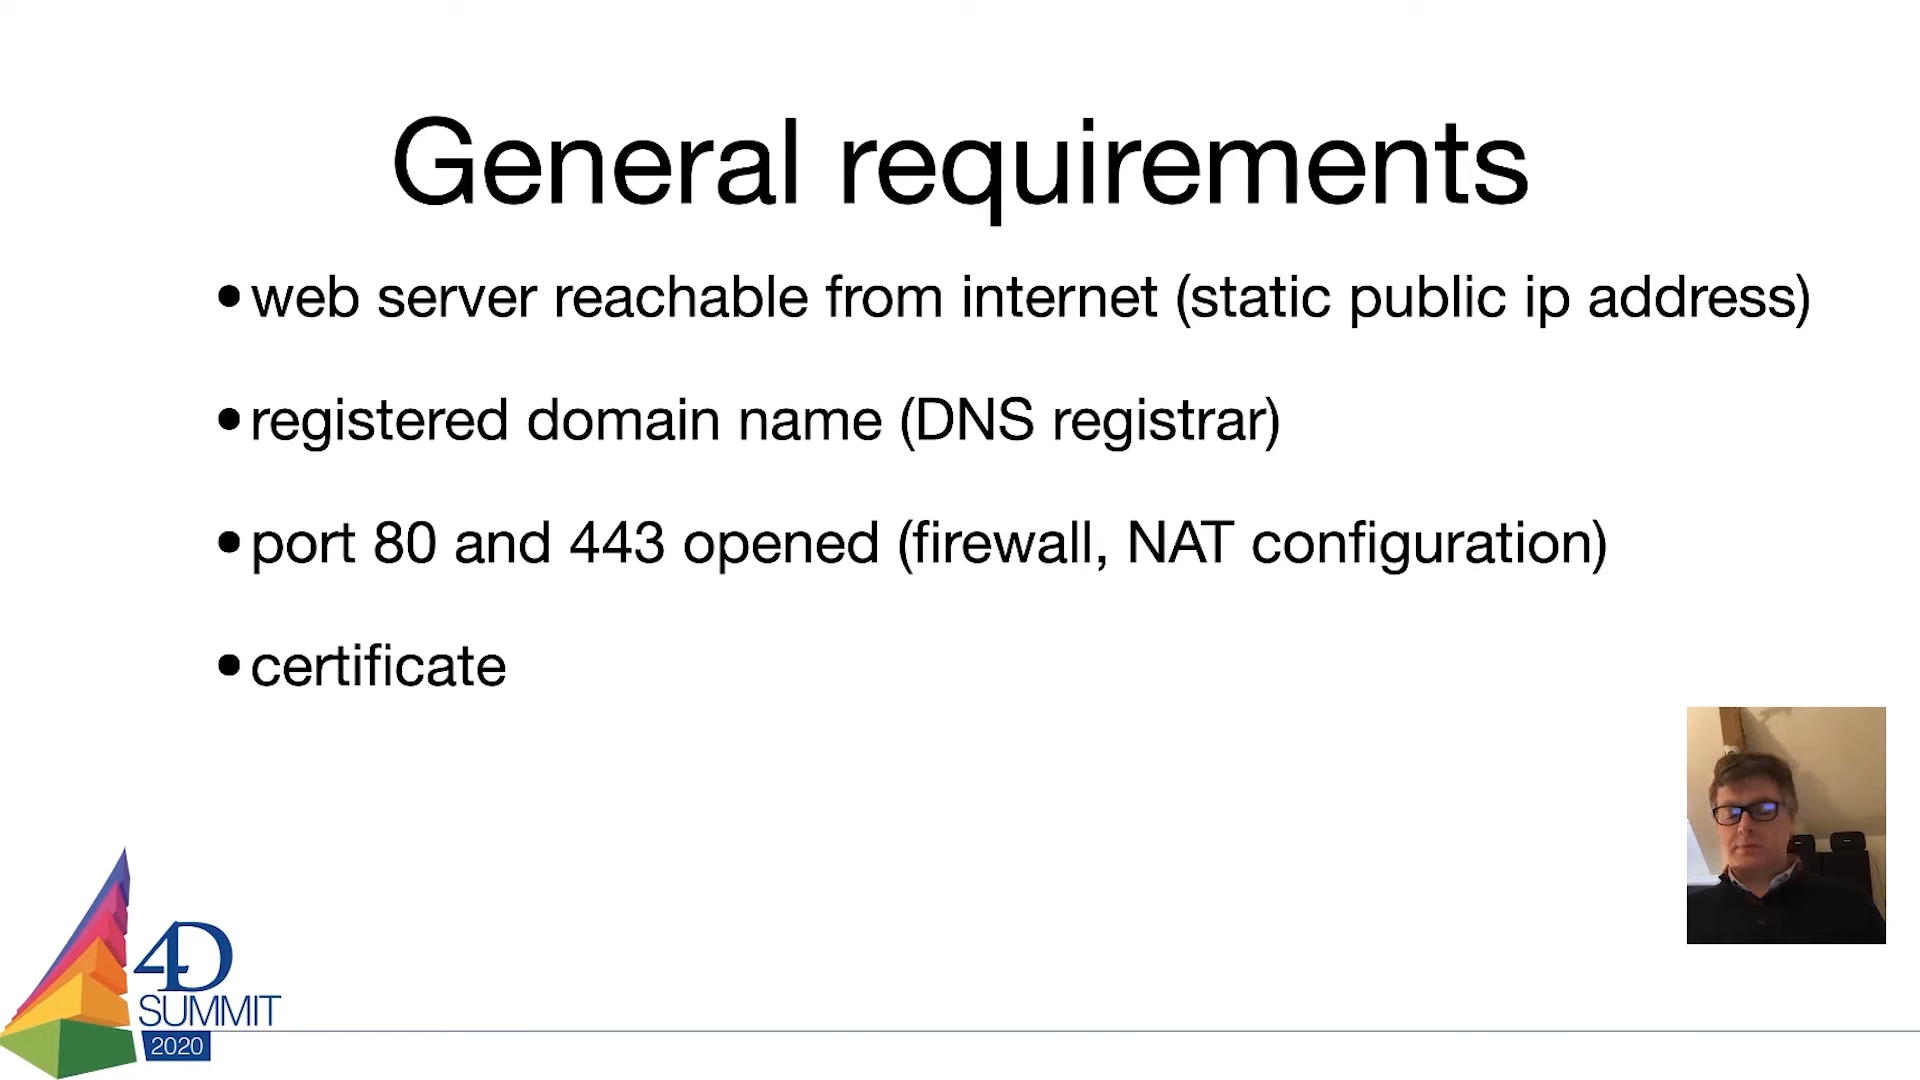 General requirements
•web server reachable from internet (static public ip address)
•registered domain name (DNS registrar)
•port 80 and 443 opened (firewall, NAT configuration)
•certificate
4D
SUMMIT
2020